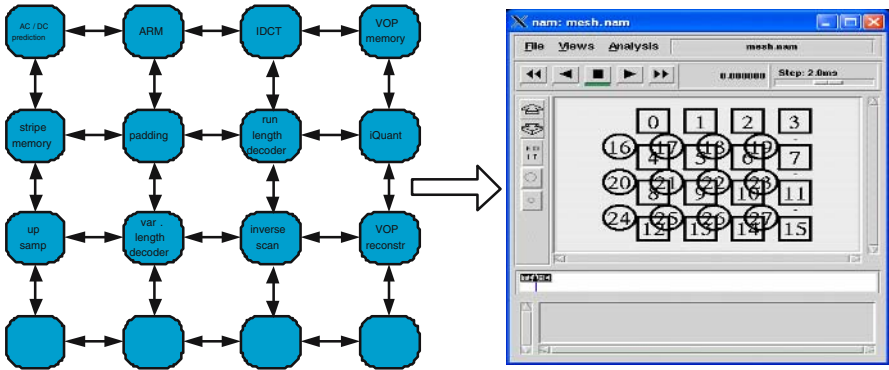 AC / DC
prediction
ARM
IDCT
VOP
memory
stripe
memory
padding
run
length
decoder
iQuant
up
samp
var .
length
decoder
inverse
scan
VOP
reconstr
nam: mesh.nam
File Views Analysis mesh.nam
0.000000 Step: 2.0ms
ED
IT
0 1 2 3
16 17 18 19
4 5 6 7
20 21 22 23
8 9 10 11
24 25 26 27
12 13 14 15